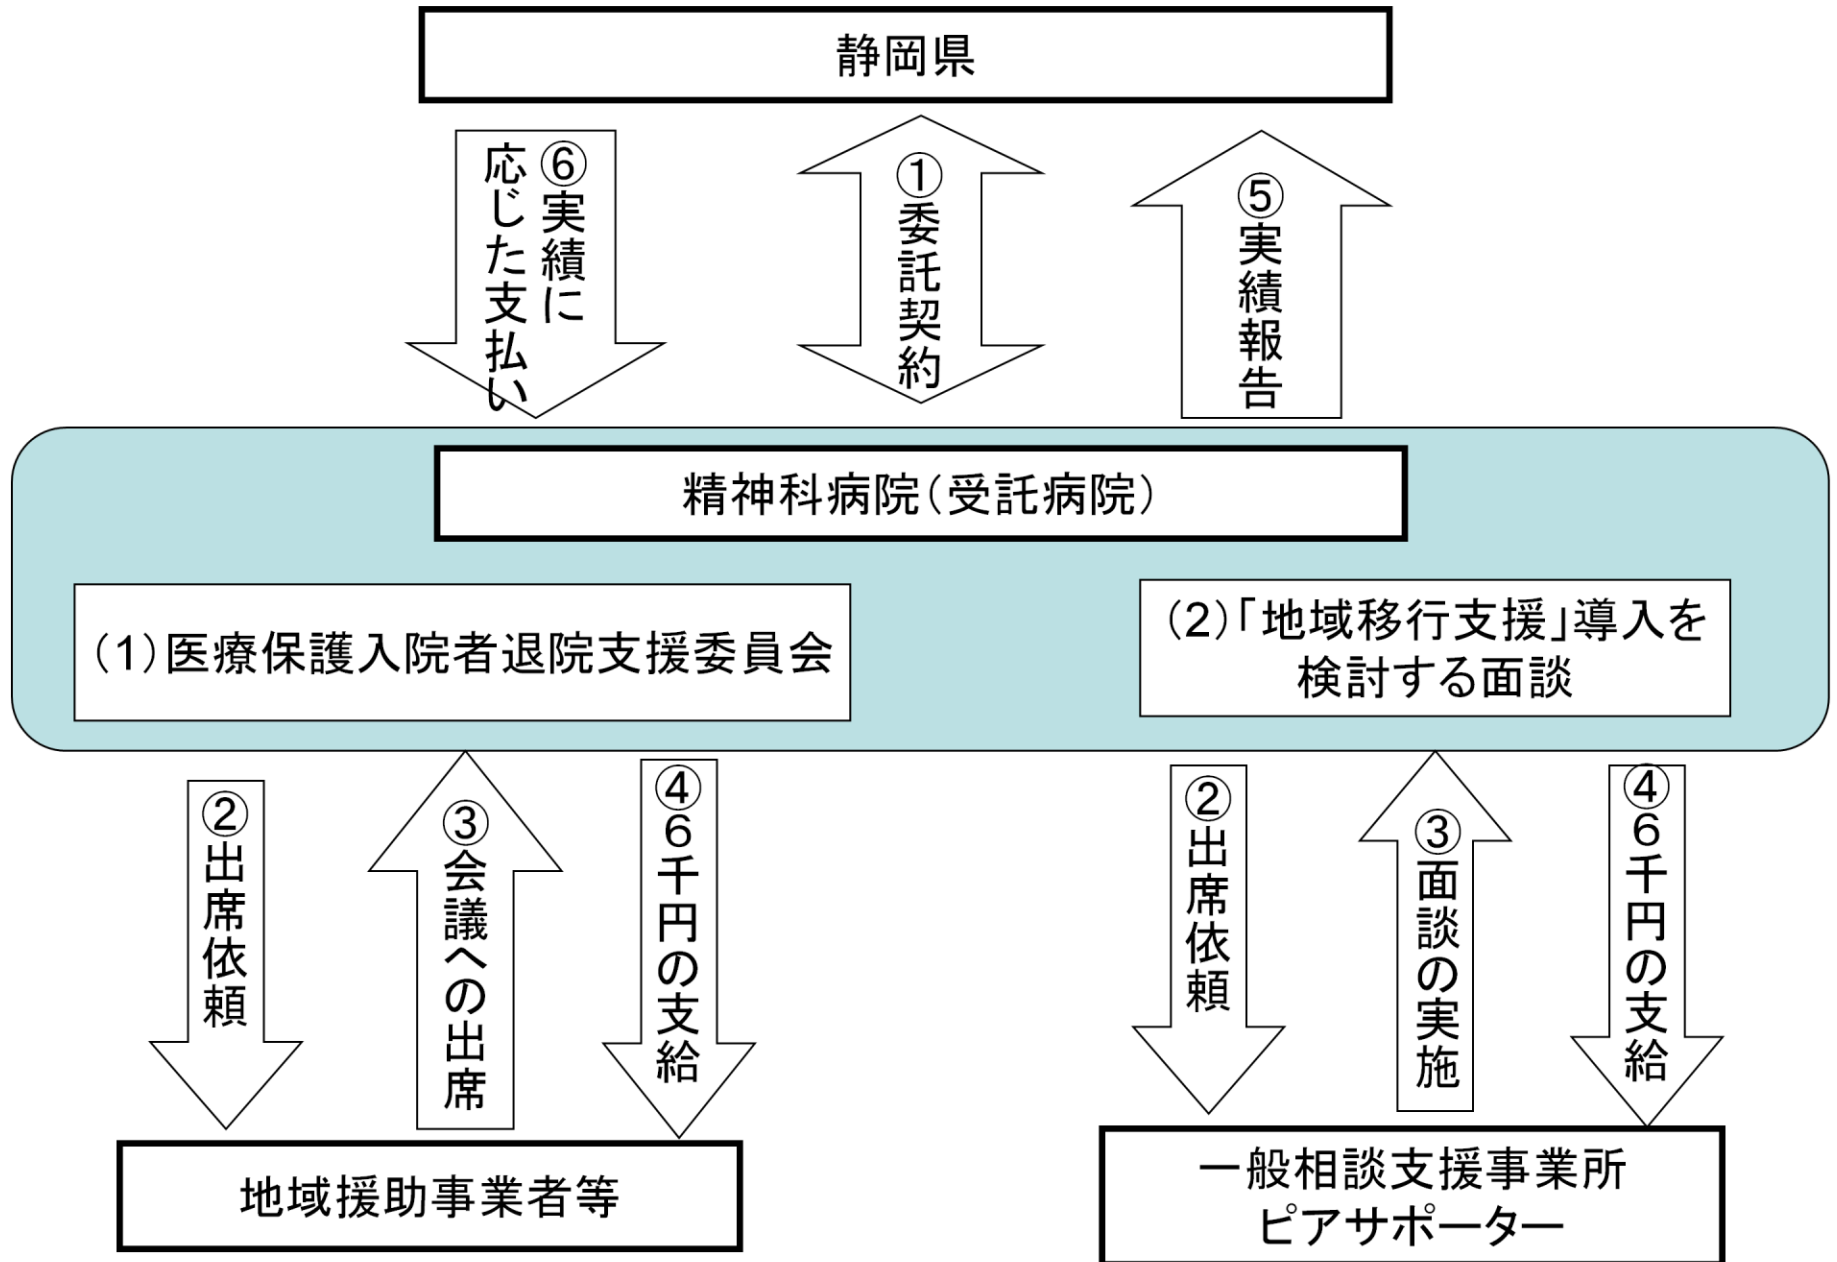 静岡県
⑥実績に
応じた支払い
①委託契約
⑤実績報告
精神科病院（受託病院）
（1）医療保護入院者退院支援委員会
（2）「地域移行支援」導入を
検討する面談
②出席依頼
③会議への出席
④６千円の支給
②出席依頼
③面談の実施
④６千円の支給
地域援助事業者等
一般相談支援事業所
ピアサポーター